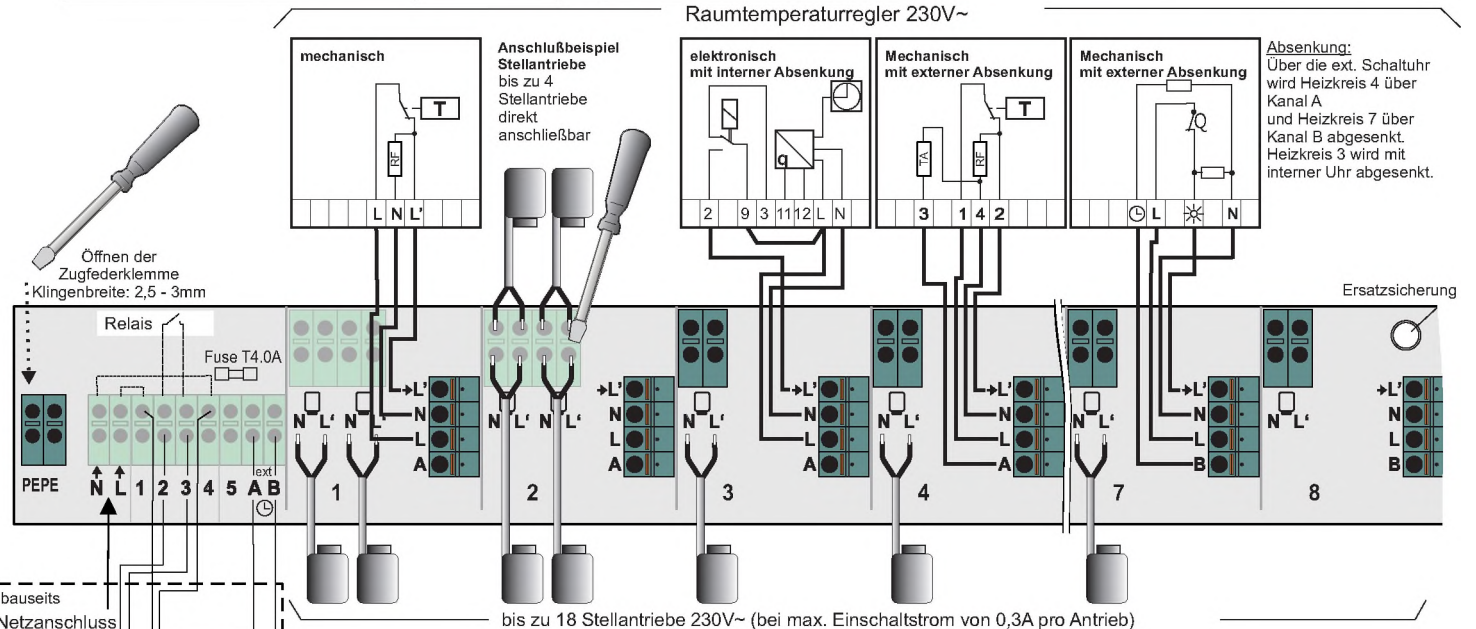 Raumtemperaturregler 230V~
mechanisch
T
RF
L N L'
Anschlußbeispiel
Stellantriebe
bis zu 4
Stellantriebe
direkt
anschließbar
elektronisch
mit interner Absenkung
q
2 9 3 11 12 L N
Mechanisch
mit externer Absenkung
T
TA
RF
3 1 4 2
Mechanisch
mit externer Absenkung
L N
Absenkung:
Über die ext. Schaltuhr
wird Heizkreis 4 über
Kanal A
und Heizkreis 7 über
Kanal B abgesenkt.
Heizkreis 3 wird mit
interner Uhr abgesenkt.
Öffnen der
Zugfederklemme
Klingenbreite: 2,5 - 3mm
Ersatzsicherung
Relais
Fuse T4.0A
PE PE
N L 1 2 3 4 5 A B
ext
N L' N L'
L'
N
L
A
1
N L' N L'
L'
N
L
A
2
N L'
L'
N
L
A
3
N L'
L'
N
L
A
4
N L'
L'
N
L
B
7
N L'
L'
N
L
B
8
bauseits
Netzanschluss
bis zu 18 Stellantriebe 230V~ (bei max. Einschaltstrom von 0,3A pro Antrieb)